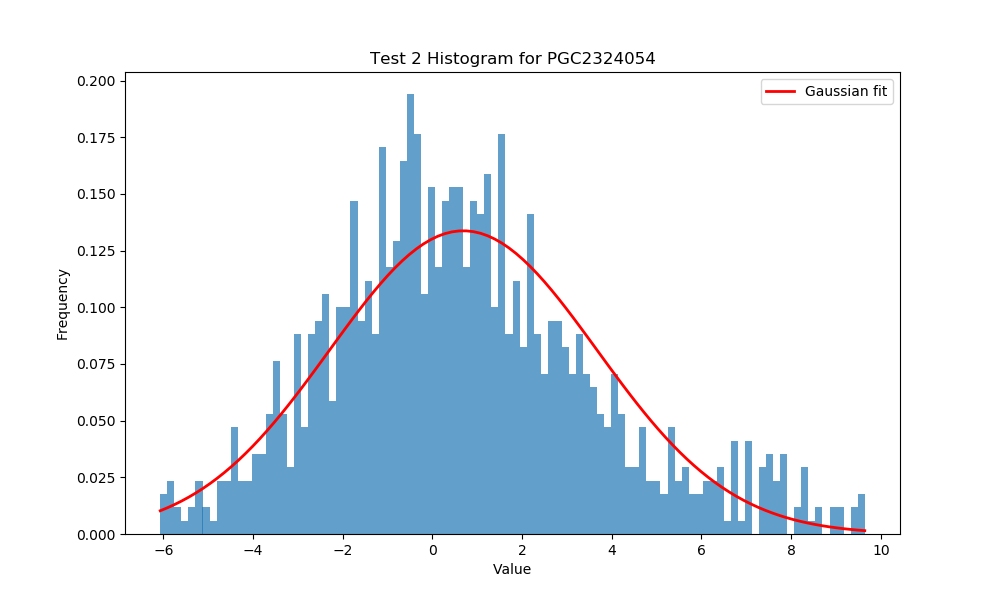 Test 2 Histogram for PGC2324054
Gaussian fit
0.200
0.175
0.150
0.125
0.100
0.075
0.050
0.025
0.000
Frequency
−6 −4 −2 0 2 4 6 8 10
Value